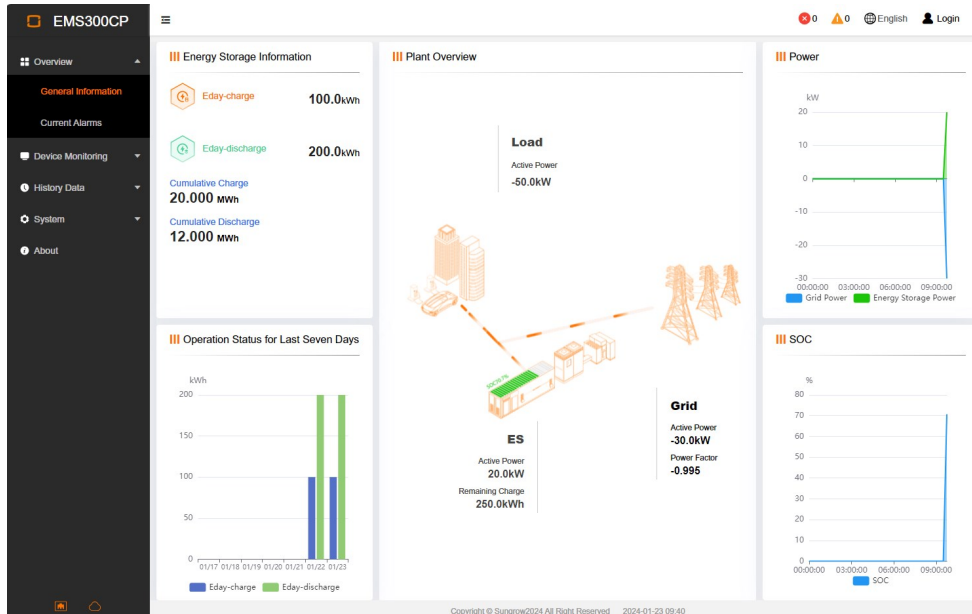 EMS300CP
0 0 English Login
Overview
General Information
Current Alarms
Device Monitoring
History Data
System
About
Energy Storage Information
Eday-charge 100.0kWh
Eday-discharge 200.0kWh
Cumulative Charge
20.000 MWh
Cumulative Discharge
12.000 MWh
Plant Overview
Load
Active Power
-50.0kW
ES
Active Power
20.0kW
Remaining Charge
250.0kWh
Grid
Active Power
-30.0kW
Power Factor
-0.995
Power
kW
20
10
0
-10
-20
-30
00:00:00 03:00:00 06:00:00 09:00:00
Grid Power Energy Storage Power
Operation Status for Last Seven Days
kWh
200
150
100
50
0
01/17 01/18 01/19 01/20 01/21 01/22 01/23
Eday-charge Eday-discharge
SOC
%
80
70
60
50
40
30
20
10
0
00:00:00 03:00:00 06:00:00 09:00:00
SOC
Copyright © Sungrow2024 All Right Reserved 2024-01-23 09:40